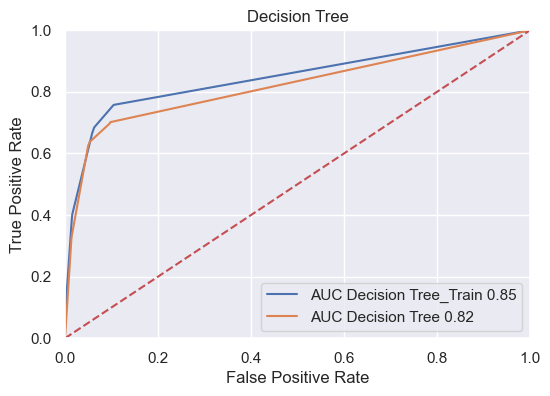 Decision Tree
1.0
0.8
0.6
0.4
0.2
0.0
True Positive Rate
0.0 0.2 0.4 0.6 0.8 1.0
False Positive Rate
AUC Decision Tree_Train 0.85
AUC Decision Tree 0.82